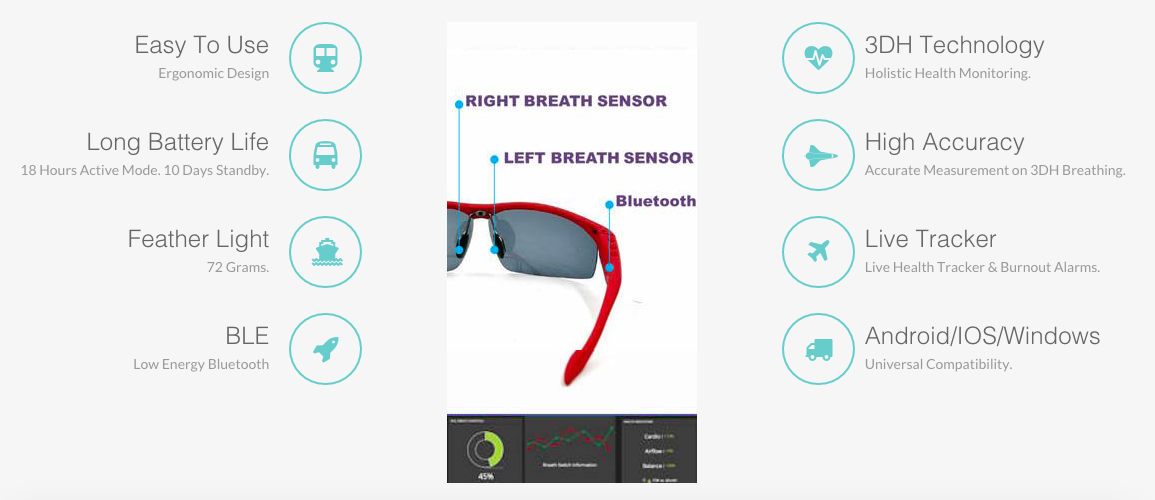 Easy To Use
Ergonomic Design
Long Battery Life
18 Hours Active Mode. 10 Days Standby.
Feather Light
72 Grams.
BLE
Low Energy Bluetooth
RIGHT BREATH SENSOR
LEFT BREATH SENSOR
Bluetooth
45%
Breath Switch Information
Cardio
Airflow
Balance
3DH Technology
Holistic Health Monitoring.
High Accuracy
Accurate Measurement on 3DH Breathing.
Live Tracker
Live Health Tracker & Burnout Alarms.
Android/IOS/Windows
Universal Compatibility.